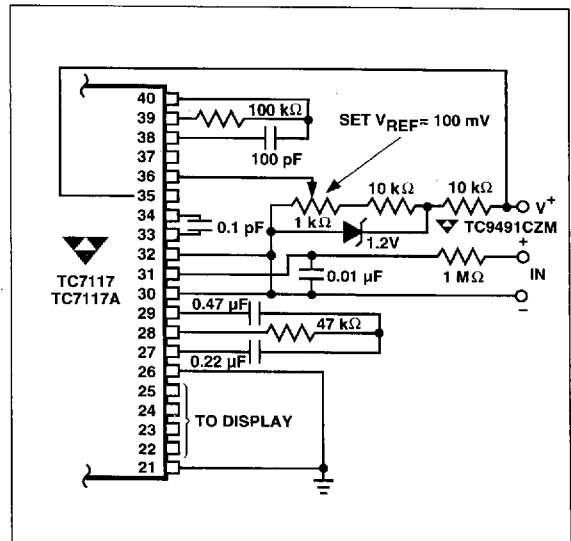 40
39
38
37
36
35
34
33
32
31
30
29
28
27
26
25
24
23
22
21
TC7117
TC7117A
100 kΩ
100 pF
SET VREF= 100 mV
1 kΩ
10 kΩ
10 kΩ
V+
TC9491CZM
0.1 pF
1.2V
+
IN
–
0.01 µF
1 MΩ
0.47 µF
47 kΩ
0.22 µF
TO DISPLAY